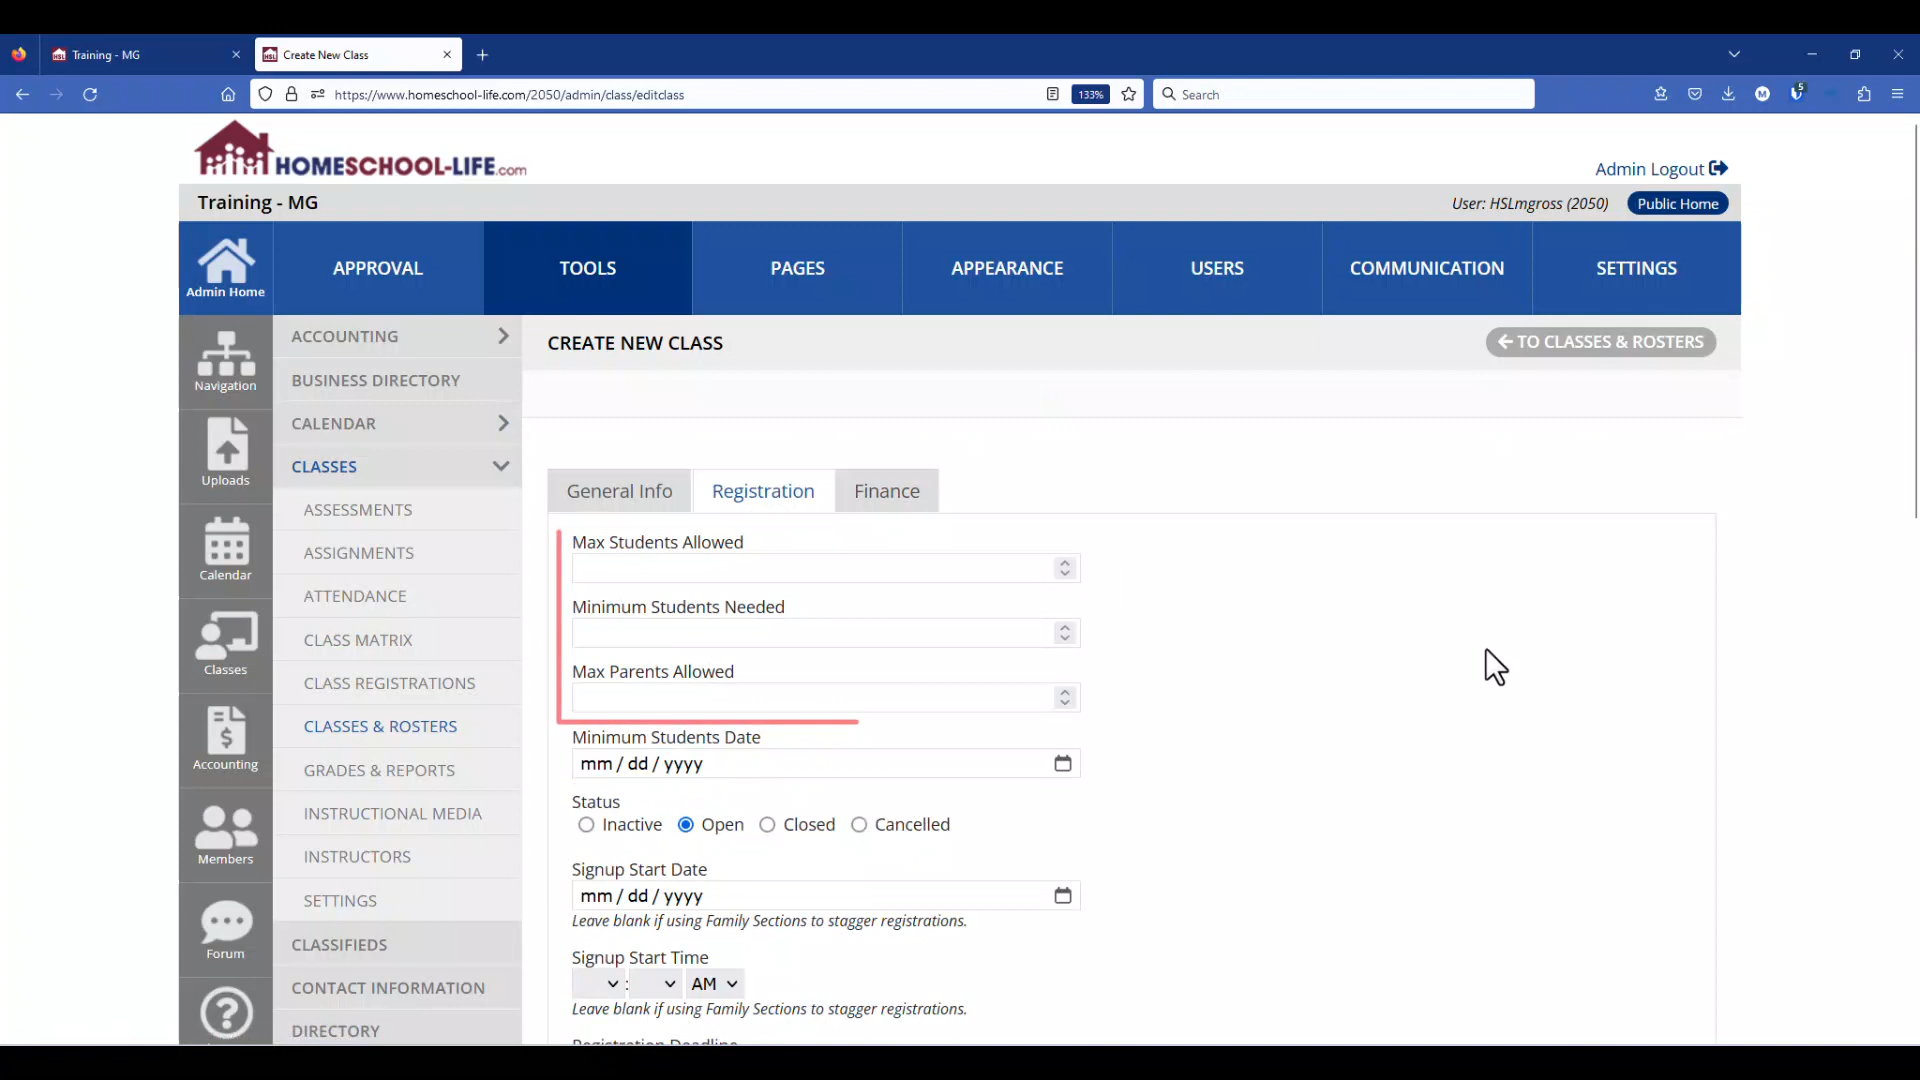 Training - MG
Create New Class
https://www.homeschool-life.com/2050/admin/class/editclass
133%
Search
M
5
HOMESCHOOL-LIFE.com
Admin Logout
Training - MG
User: HSLmgross (2050)
Public Home
Admin Home
APPROVAL
TOOLS
PAGES
APPEARANCE
USERS
COMMUNICATION
SETTINGS
Navigation
Uploads
Calendar
Classes
Accounting
Members
Forum
ACCOUNTING
BUSINESS DIRECTORY
CALENDAR
CLASSES
ASSESSMENTS
ASSIGNMENTS
ATTENDANCE
CLASS MATRIX
CLASS REGISTRATIONS
CLASSES & ROSTERS
GRADES & REPORTS
INSTRUCTIONAL MEDIA
INSTRUCTORS
SETTINGS
CLASSIFIEDS
CONTACT INFORMATION
DIRECTORY
CREATE NEW CLASS
TO CLASSES & ROSTERS
General Info
Registration
Finance
Max Students Allowed
Minimum Students Needed
Max Parents Allowed
Minimum Students Date
mm / dd / yyyy
Status
Inactive Open Closed Cancelled
Signup Start Date
mm / dd / yyyy
Leave blank if using Family Sections to stagger registrations.
Signup Start Time
: AM
Leave blank if using Family Sections to stagger registrations.
Registration Deadline